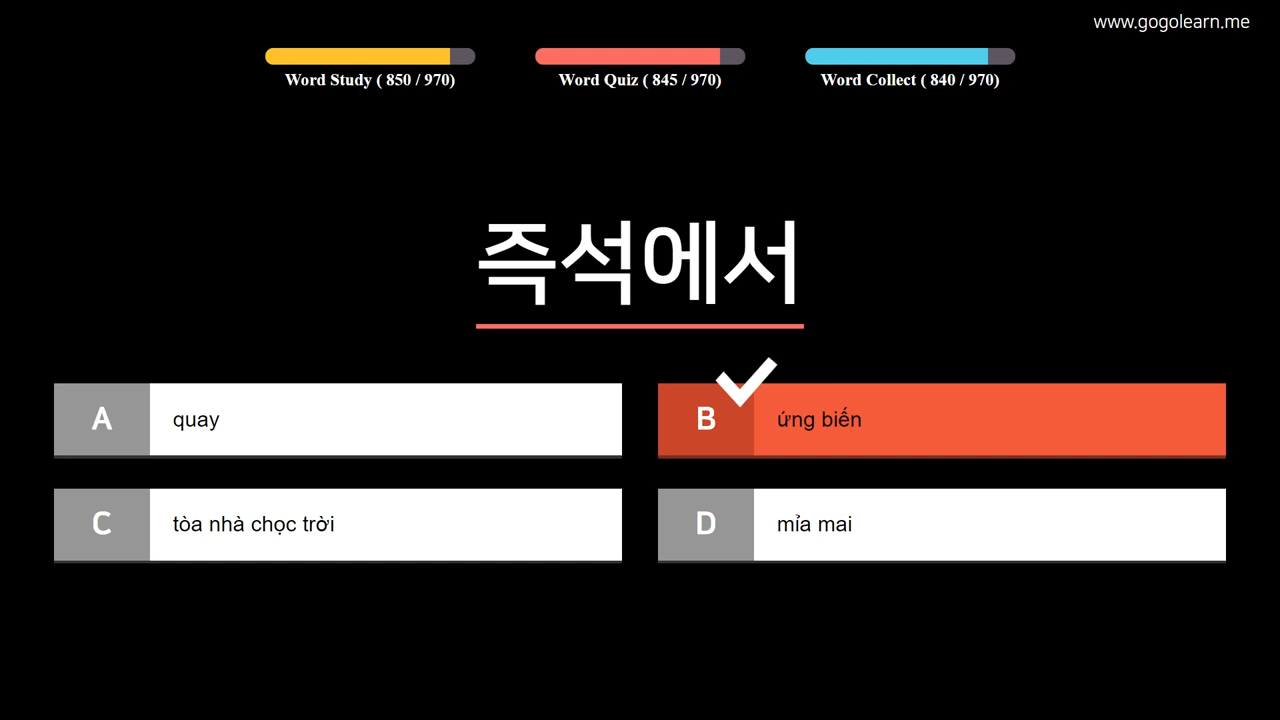 www.gogolearn.me
Word Study ( 850 / 970)
Word Quiz ( 845 / 970)
Word Collect ( 840 / 970)
즉석에서
A quay
B ứng biến
C tòa nhà chọc trời
D mỉa mai